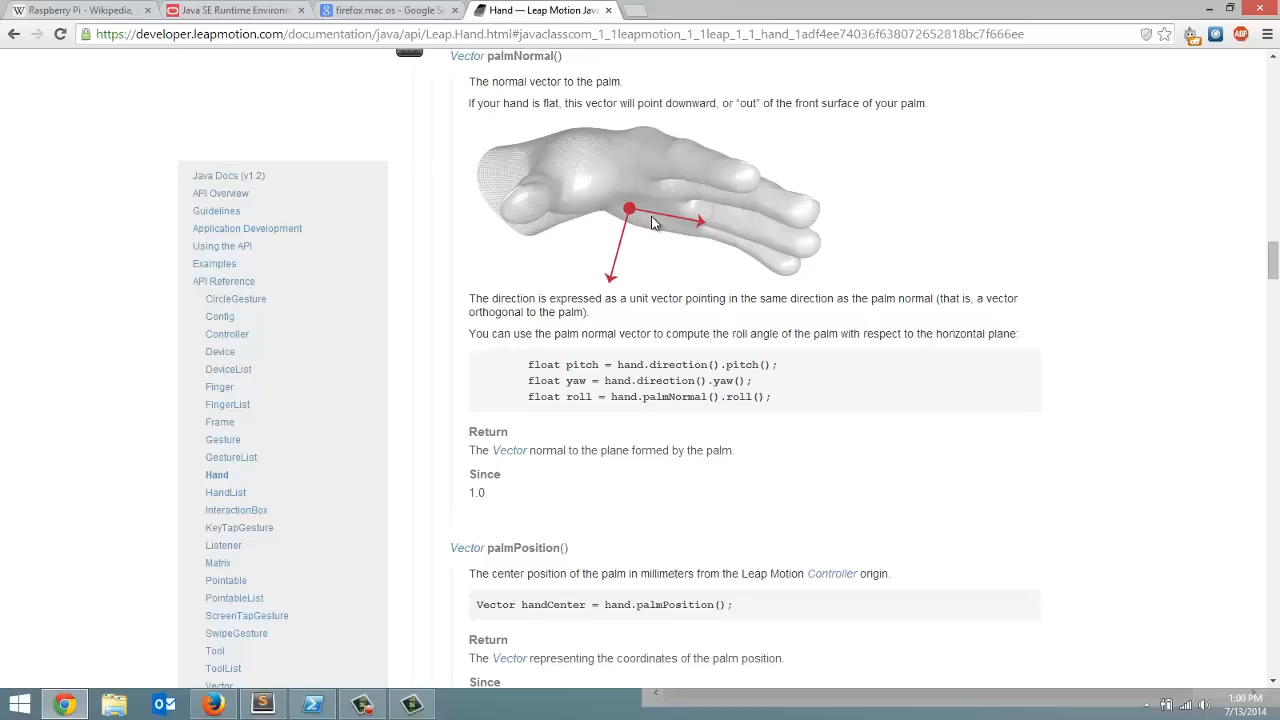 Raspberry Pi - Wikipedia, ×
Java SE Runtime Environm ×
firefox mac os - Google Se ×
Hand — Leap Motion Java ×
https://developer.leapmotion.com/documentation/java/api/Leap.Hand.html#javaclasscom_1_1leapmotion_1_1leap_1_1_hand_1adf4ee74036f638072652818bc7f666ee
off
ABP
Vector palmNormal()
The normal vector to the palm.
If your hand is flat, this vector will point downward, or “out” of the front surface of your palm.
The direction is expressed as a unit vector pointing in the same direction as the palm normal (that is, a vector
orthogonal to the palm).
You can use the palm normal vector to compute the roll angle of the palm with respect to the horizontal plane:
float pitch = hand.direction().pitch();
float yaw = hand.direction().yaw();
float roll = hand.palmNormal().roll();
Return
The Vector normal to the plane formed by the palm.
Since
1.0
Vector palmPosition()
The center position of the palm in millimeters from the Leap Motion Controller origin.
Vector handCenter = hand.palmPosition();
Return
The Vector representing the coordinates of the palm position.
Since
Java Docs (v1.2)
API Overview
Guidelines
Application Development
Using the API
Examples
API Reference
CircleGesture
Config
Controller
Device
DeviceList
Finger
FingerList
Frame
Gesture
GestureList
Hand
HandList
InteractionBox
KeyTapGesture
Listener
Matrix
Pointable
PointableList
ScreenTapGesture
SwipeGesture
Tool
ToolList
Vector
1:00 PM
7/13/2014